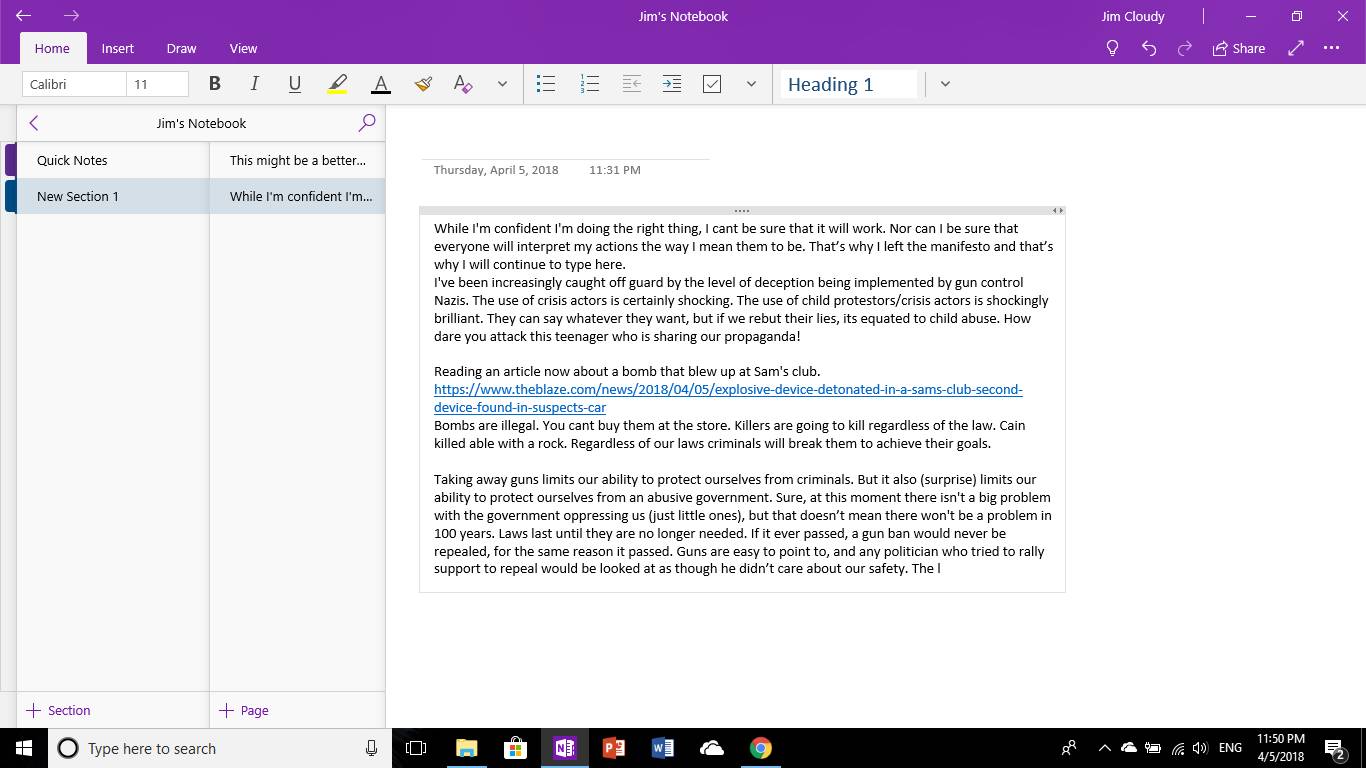 Jim's Notebook
Jim Cloudy
Home
Insert
Draw
View
Share
Calibri
11
B
I
U
A
Heading 1
Jim's Notebook
Quick Notes
This might be a better...
New Section 1
While I'm confident I'm...
Thursday, April 5, 2018 11:31 PM
While I'm confident I'm doing the right thing, I cant be sure that it will work. Nor can I be sure that
everyone will interpret my actions the way I mean them to be. That’s why I left the manifesto and that’s
why I will continue to type here.
I've been increasingly caught off guard by the level of deception being implemented by gun control
Nazis. The use of crisis actors is certainly shocking. The use of child protestors/crisis actors is shockingly
brilliant. They can say whatever they want, but if we rebut their lies, its equated to child abuse. How
dare you attack this teenager who is sharing our propaganda!
Reading an article now about a bomb that blew up at Sam's club.
https://www.theblaze.com/news/2018/04/05/explosive-device-detonated-in-a-sams-club-second-
device-found-in-suspects-car
Bombs are illegal. You cant buy them at the store. Killers are going to kill regardless of the law. Cain
killed able with a rock. Regardless of our laws criminals will break them to achieve their goals.
Taking away guns limits our ability to protect ourselves from criminals. But it also (surprise) limits our
ability to protect ourselves from an abusive government. Sure, at this moment there isn't a big problem
with the government oppressing us (just little ones), but that doesn’t mean there won't be a problem in
100 years. Laws last until they are no longer needed. If it ever passed, a gun ban would never be
repealed, for the same reason it passed. Guns are easy to point to, and any politician who tried to rally
support to repeal would be looked at as though he didn’t care about our safety. The l
+ Section
+ Page
Type here to search
ENG
11:50 PM
4/5/2018
2